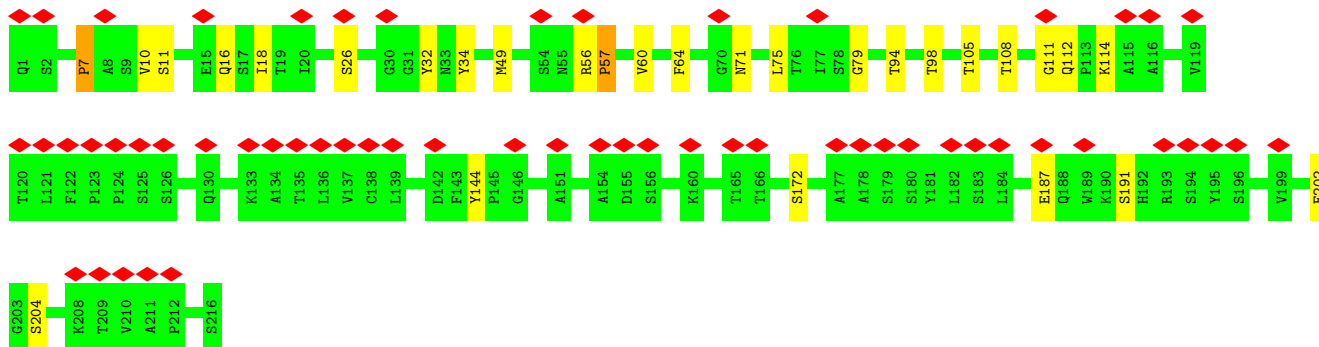 Q1 S2 P7 A8 S9 V10 S11 E15 Q16 S17 I18 T19 I20 S26 G30 G31 Y32 N33 Y34 M49 S54 N55 R56 P57 V60 F64 G70 N71 L75 T76 I77 S78 G79 T94 T98 T105 T108 G111 Q112 P113 K114 A115 A116 V119
T120 L121 F122 P123 P124 S125 S126 Q130 K133 A134 T135 L136 V137 C138 L139 D142 F143 Y144 P145 G146 A151 A154 D155 S156 K160 T165 T166 S172 A177 A178 S179 S180 Y181 L182 S183 L184 E187 Q188 W189 K190 S191 H192 R193 S194 Y195 S196 V199
G203 S204 K208 T209 V210 A211 P212 S216